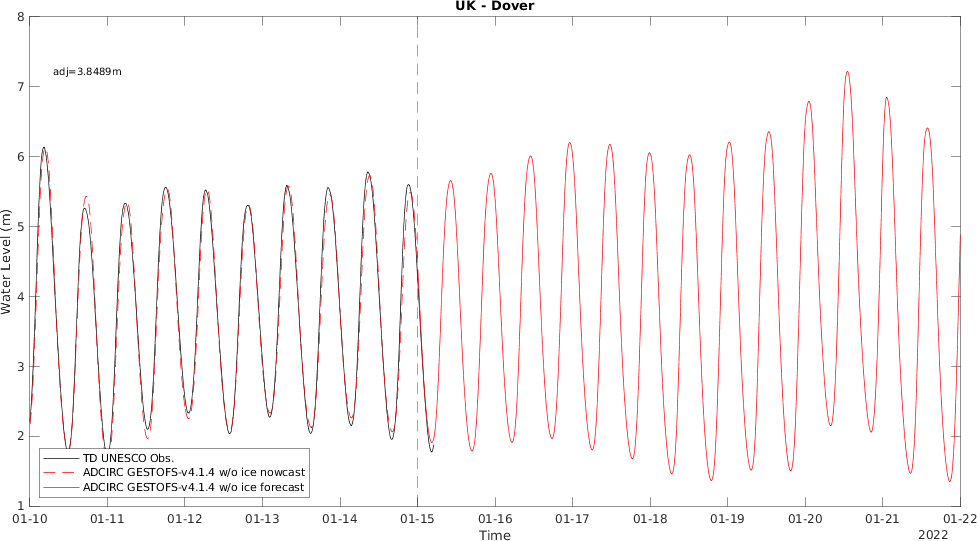 UK - Dover
adj=3.8489m
8
7
6
5
4
3
2
1
Water Level (m)
TD UNESCO Obs.
ADCIRC GESTOFS-v4.1.4 w/o ice nowcast
ADCIRC GESTOFS-v4.1.4 w/o ice forecast
01-10 01-11 01-12 01-13 01-14 01-15 01-16 01-17 01-18 01-19 01-20 01-21 01-22
Time
2022